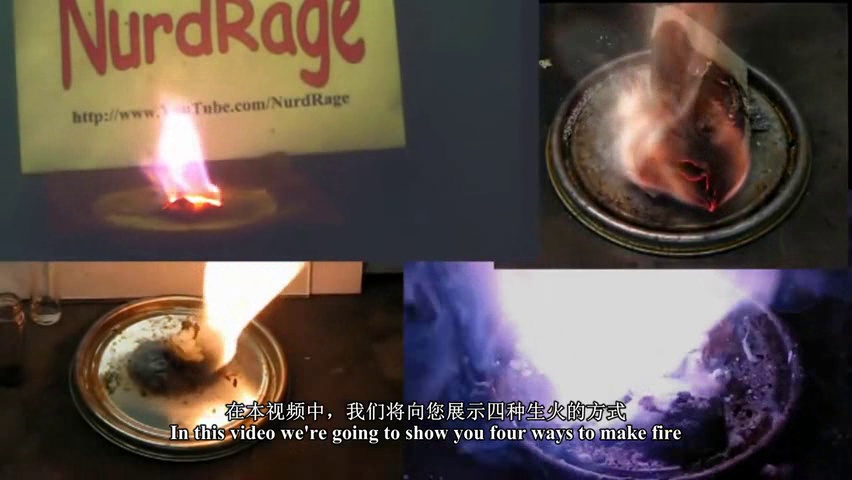 NurdRage
http://www.YouTube.com/NurdRage
在本视频中，我们将向您展示四种生火的方式
In this video we're going to show you four ways to make fire